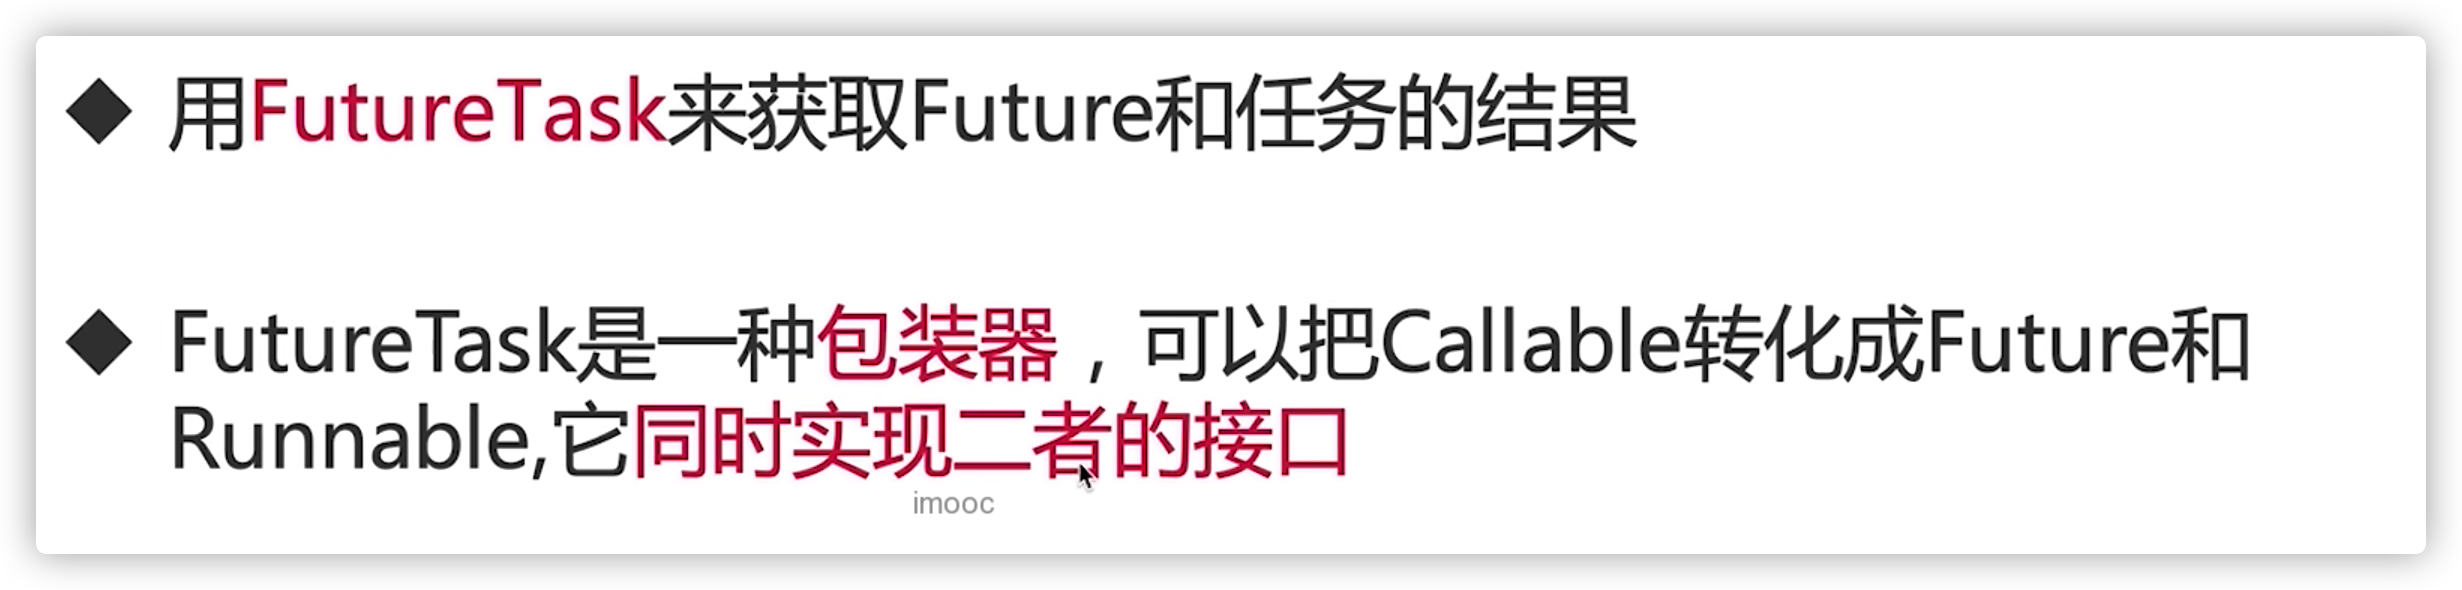 ◆ 用FutureTask来获取Future和任务的结果
◆ FutureTask是一种包装器，可以把Callable转化成Future和
Runnable,它同时实现二者的接口
imooc